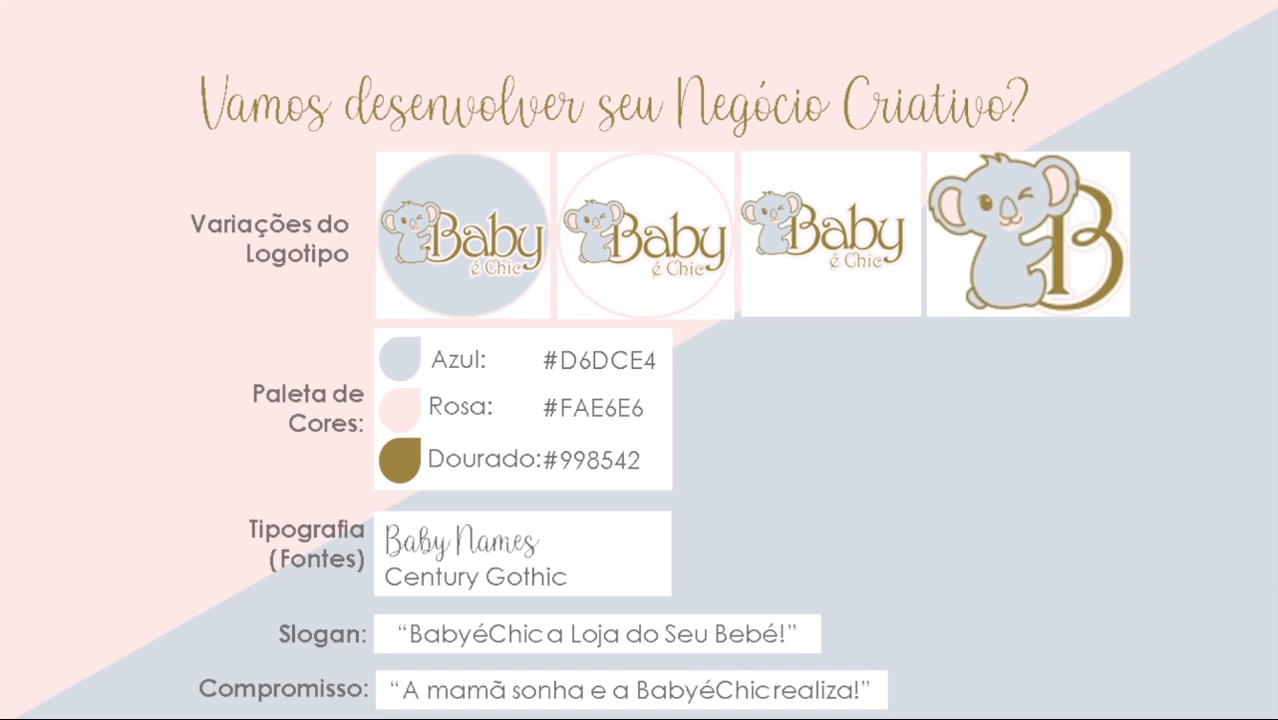 Vamos desenvolver seu Negócio Criativo?
Variações do
Logotipo
Baby
é Chic
Baby
é Chic
Baby
é Chic
B
Paleta de
Cores:
Azul: #D6DCE4
Rosa: #FAE6E6
Dourado:#998542
Tipografia
(Fontes)
Baby Names
Century Gothic
Slogan:
“BabyéChic a Loja do Seu Bebé!”
Compromisso:
“A mamã sonha e a BabyéChic realiza!”